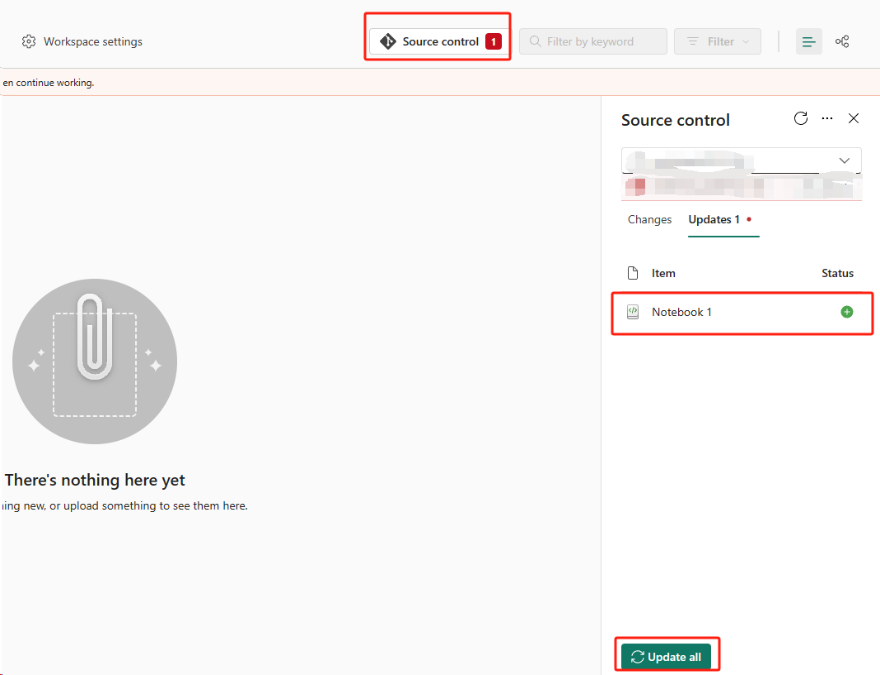 Workspace settings
Source control 1
Filter by keyword
Filter
en continue working.
Source control
Changes
Updates 1
Item
Status
Notebook 1
There's nothing here yet
ing new, or upload something to see them here.
Update all